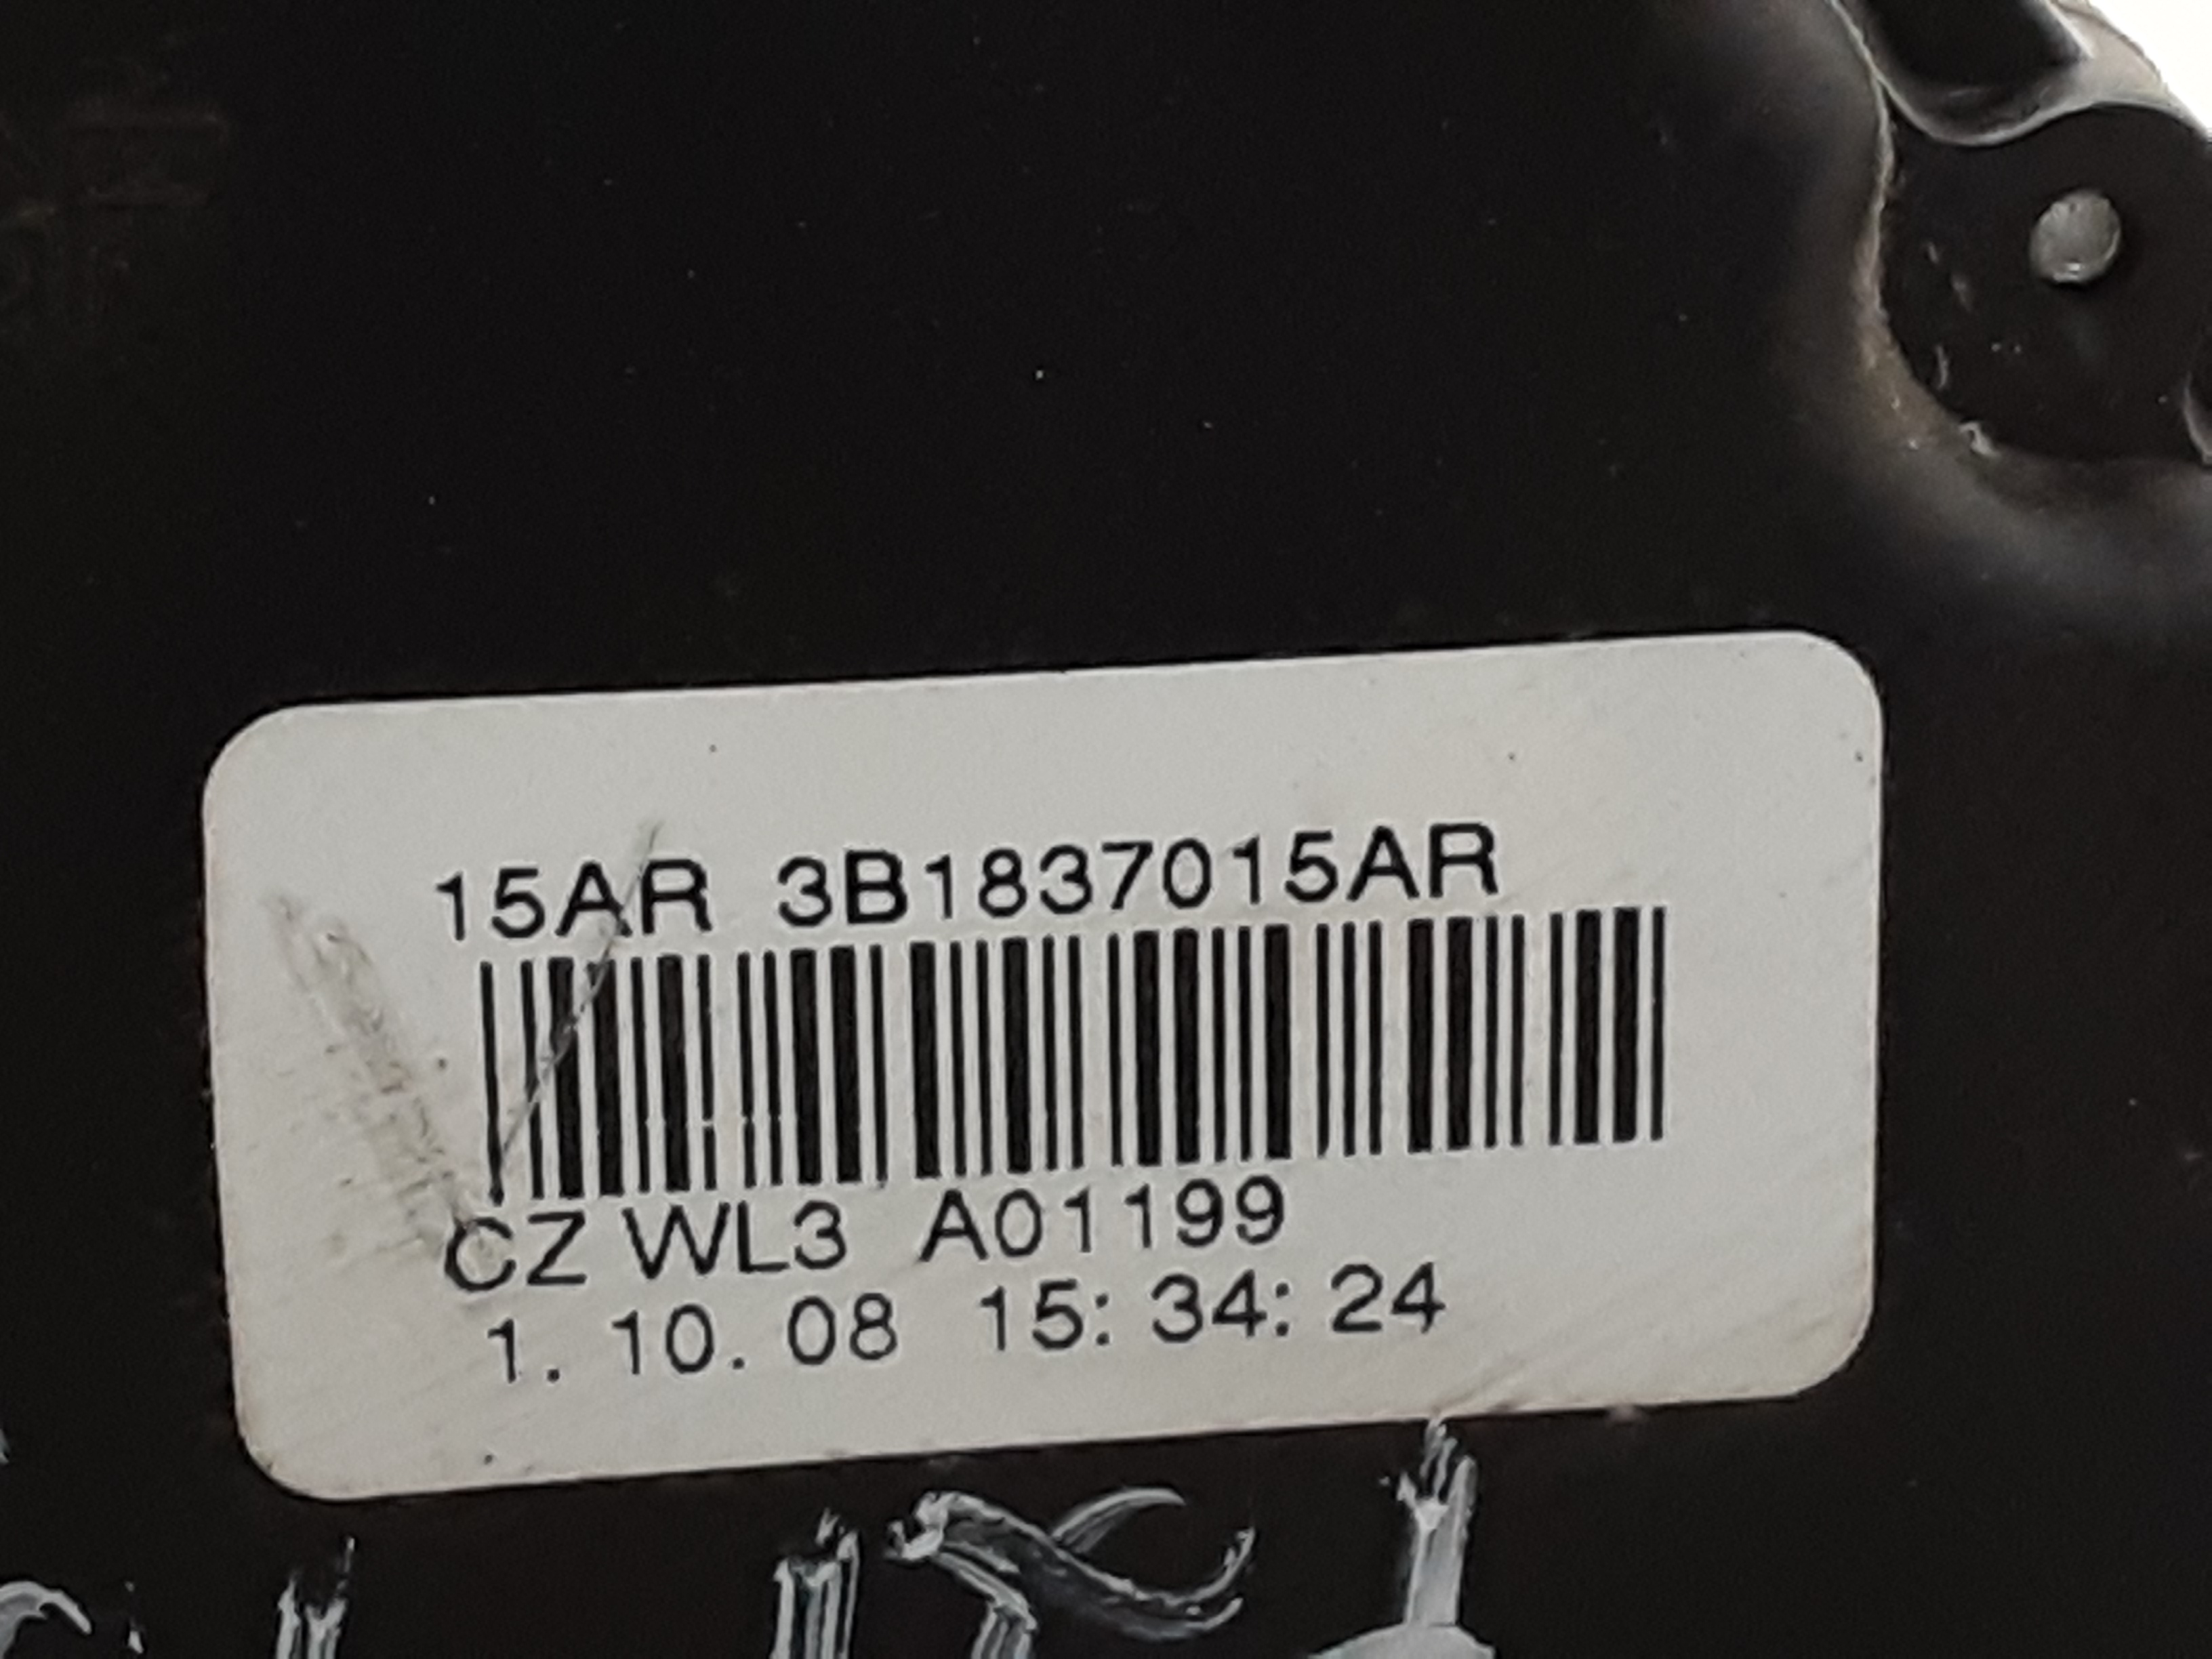 15AR 3B1837015AR
CZ WL3 A01199
1. 10. 08 15: 34: 24